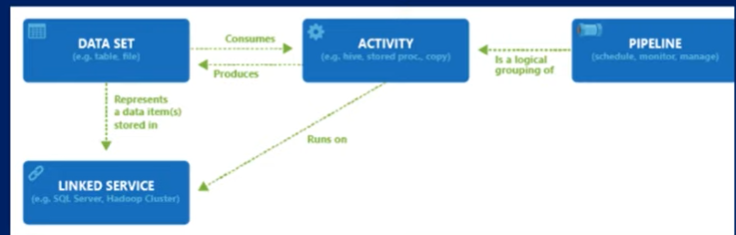 DATA SET
(e.g. table, file)
Consumes
Produces
ACTIVITY
(e.g. hive, stored proc., copy)
Is a logical
grouping of
PIPELINE
(schedule, monitor, manage)
Represents
a data item(s)
stored in
Runs on
LINKED SERVICE
(e.g. SQL Server, Hadoop Cluster)